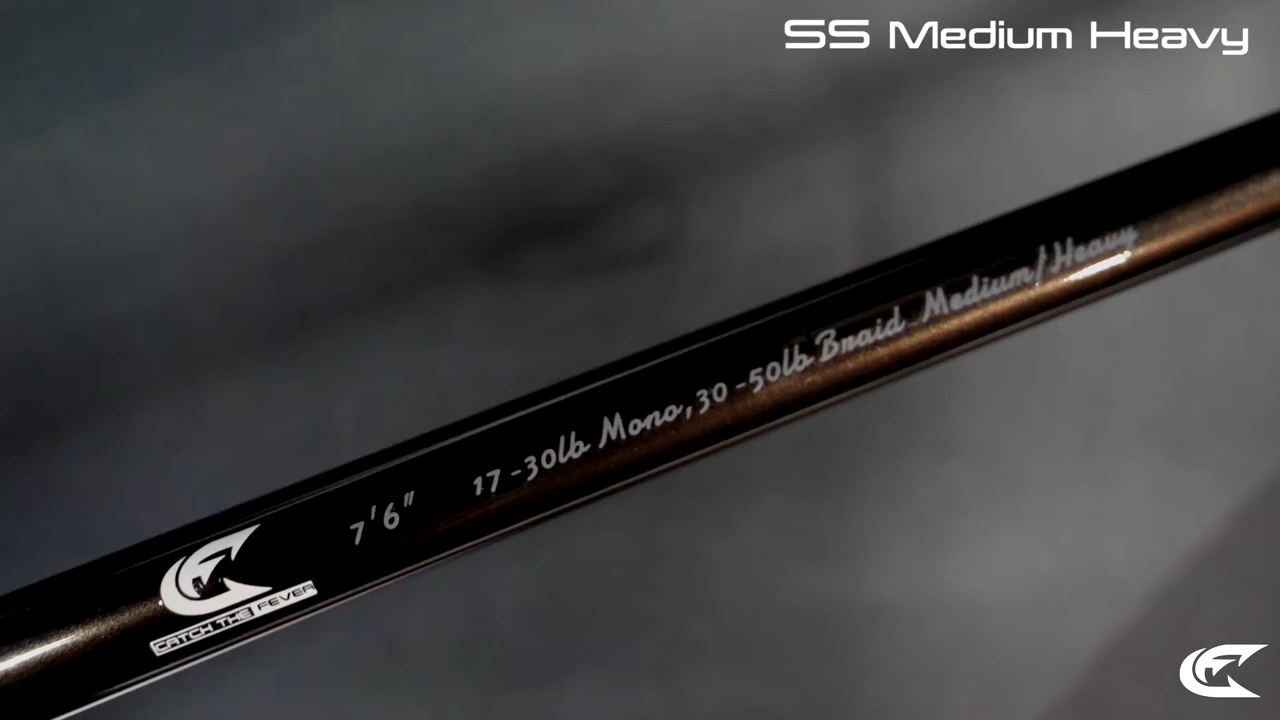 SS Medium Heavy
7'6" 17-30lb Mono, 30-50lb Braid Medium/Heavy
CATCH THE FEVER